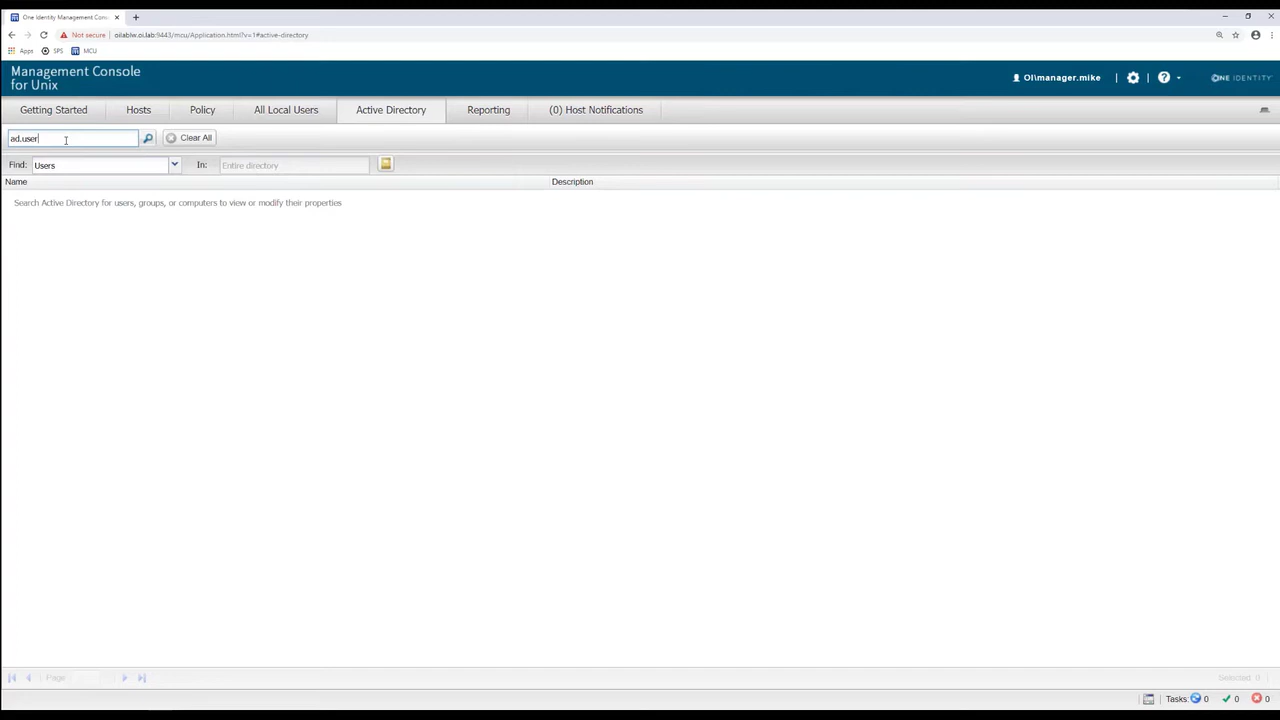 One Identity Management Cons
Not secure oilablw.oi.lab:9443/mcu/Application.html?v=1#active-directory
Apps SPS MCU
Management Console
for Unix
OI\manager.mike
ONE IDENTITY
Getting Started Hosts Policy All Local Users Active Directory Reporting (0) Host Notifications
ad.user Clear All
Find: Users In: Entire directory
Name Description
Search Active Directory for users, groups, or computers to view or modify their properties
Page Selected 0
Tasks: 0 0 0